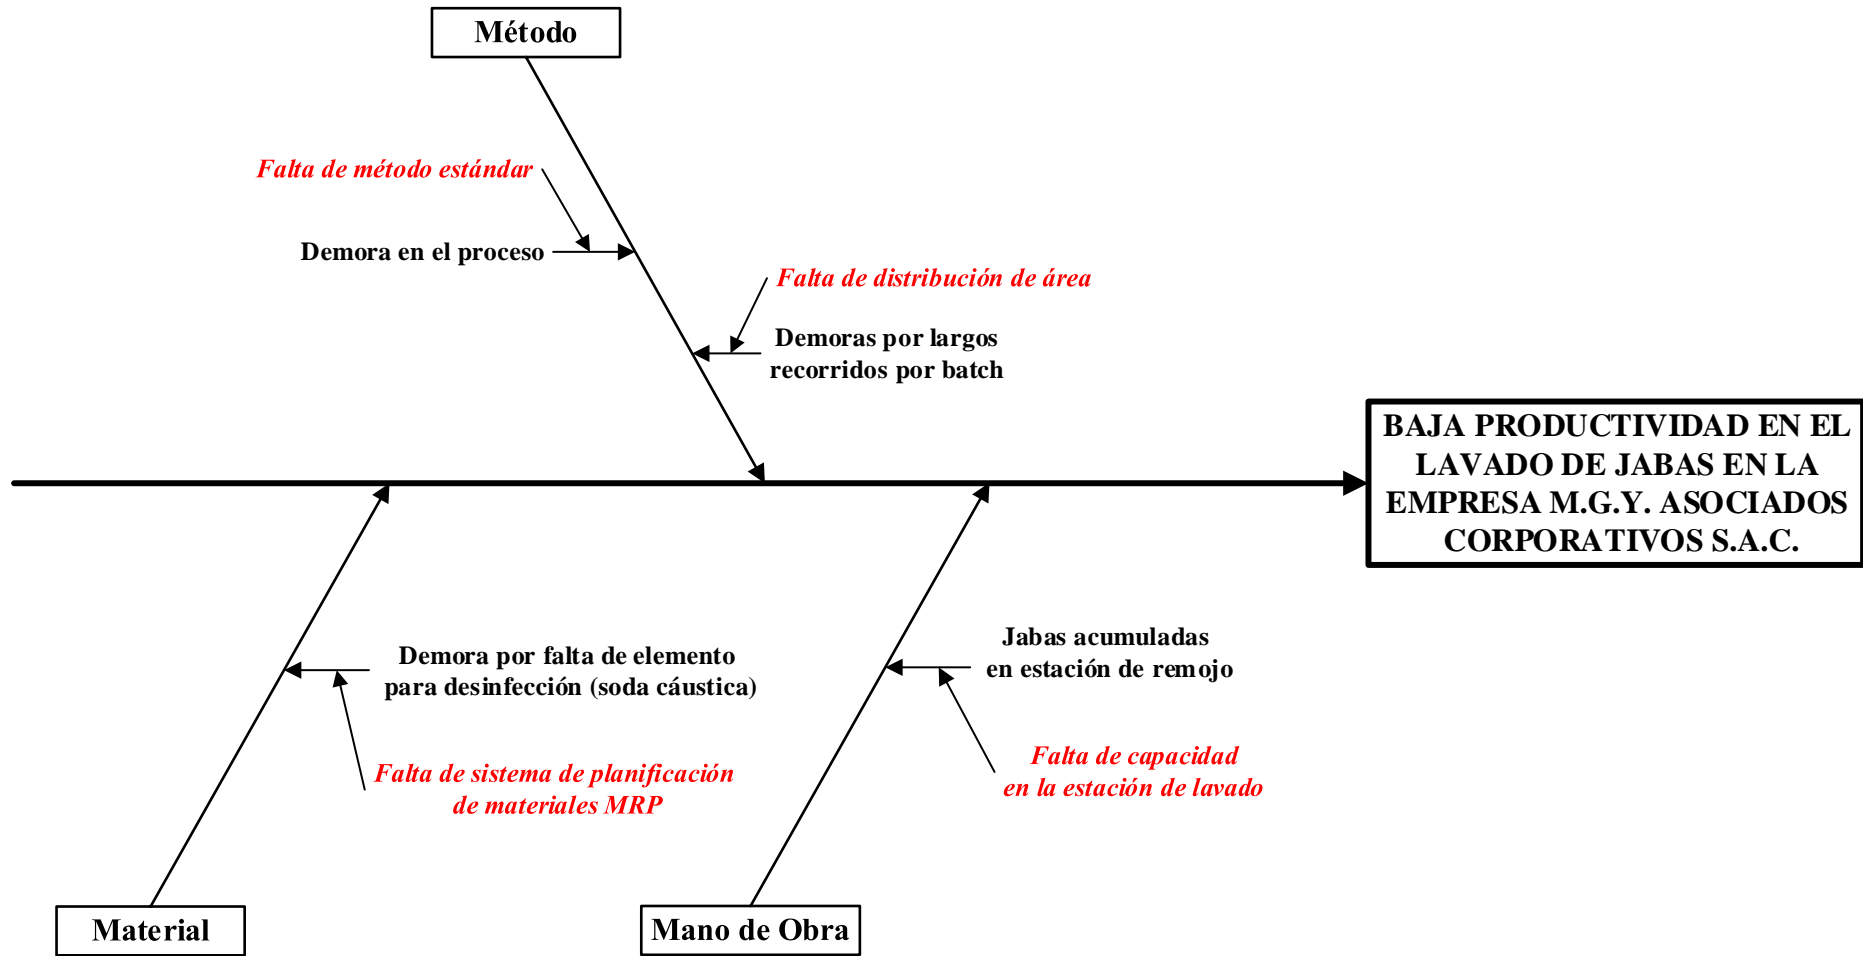 Método
Falta de método estándar
Demora en el proceso
Falta de distribución de área
Demoras por largos
recorridos por batch
BAJA PRODUCTIVIDAD EN EL
LAVADO DE JABAS EN LA
EMPRESA M.G.Y. ASOCIADOS
CORPORATIVOS S.A.C.
Demora por falta de elemento
para desinfección (soda cáustica)
Falta de sistema de planificación
de materiales MRP
Jabas acumuladas
en estación de remojo
Falta de capacidad
en la estación de lavado
Material
Mano de Obra